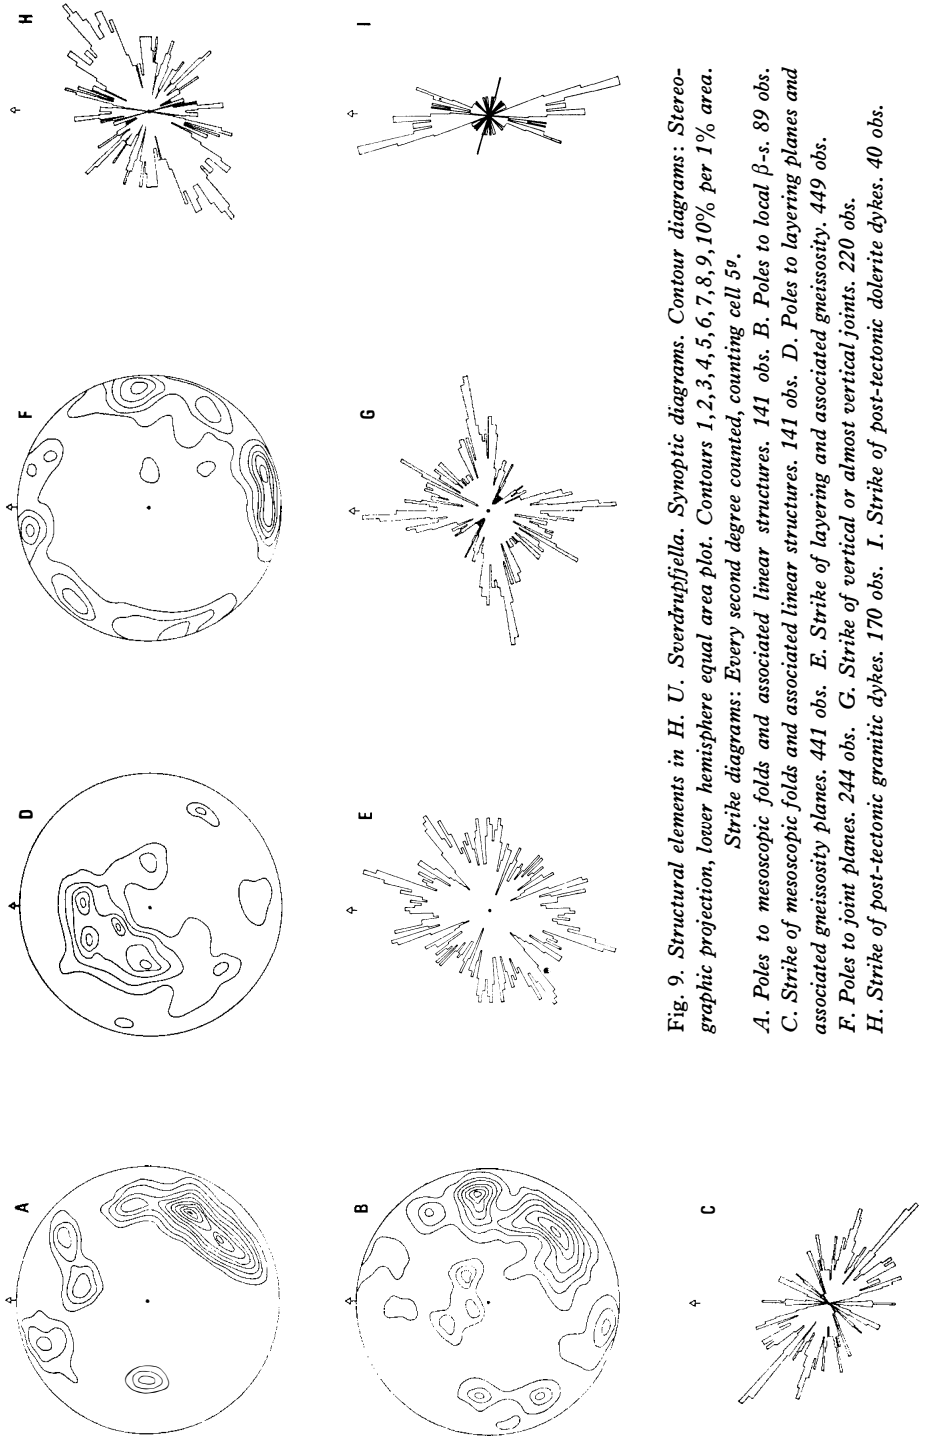 A
B
C
D
E
F
G
H
I
Fig. 9. Structural elements in H. U. Sverdrupfjella. Synoptic diagrams. Contour diagrams: Stereo-
graphic projection, lower hemisphere equal area plot. Contours 1,2,3,4,5,6,7,8,9,10% per 1% area.
Strike diagrams: Every second degree counted, counting cell 5g.
A. Poles to mesoscopic folds and associated linear structures. 141 obs. B. Poles to local β-s. 89 obs.
C. Strike of mesoscopic folds and associated linear structures. 141 obs. D. Poles to layering planes and
associated gneissosity planes. 441 obs. E. Strike of layering and associated gneissosity. 449 obs.
F. Poles to joint planes. 244 obs. G. Strike of vertical or almost vertical joints. 220 obs.
H. Strike of post-tectonic granitic dykes. 170 obs. I. Strike of post-tectonic dolerite dykes. 40 obs.